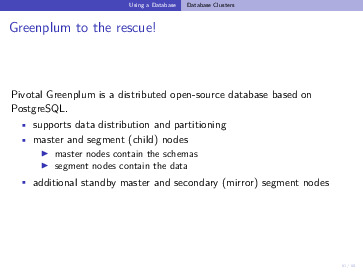 Using a Database Database Clusters
Greenplum to the rescue!
Pivotal Greenplum is a distributed open-source database based on
PostgreSQL.
supports data distribution and partitioning
master and segment (child) nodes
master nodes contain the schemas
segment nodes contain the data
additional standby master and secondary (mirror) segment nodes